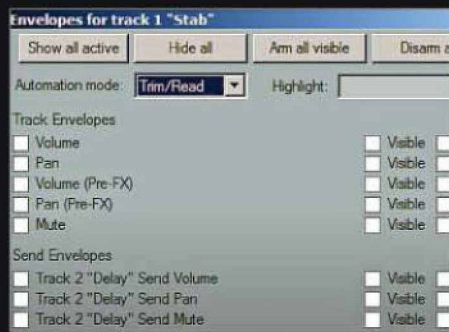 Envelopes for track 1 "Stab"
Show all active Hide all Arm all visible Disarm a
Automation mode: Trim/Read Highlight:
Track Envelopes
Volume Visible
Pan Visible
Volume (Pre-FX) Visible
Pan (Pre-FX) Visible
Mute Visible
Send Envelopes
Track 2 "Delay" Send Volume Visible
Track 2 "Delay" Send Pan Visible
Track 2 "Delay" Send Mute Visible